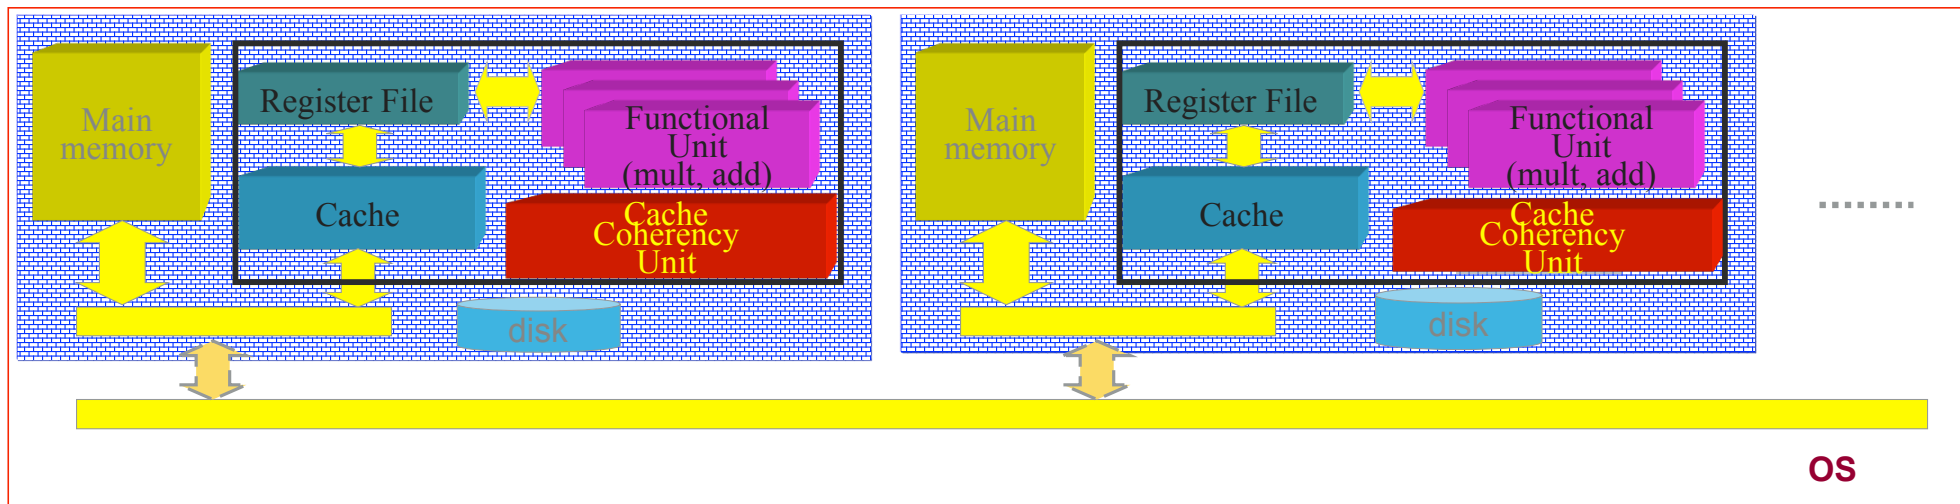 Main
memory
Register File
Functional
Unit
(mult, add)
Cache
Cache
Coherency
Unit
disk
Main
memory
Register File
Functional
Unit
(mult, add)
Cache
Cache
Coherency
Unit
disk
........
OS